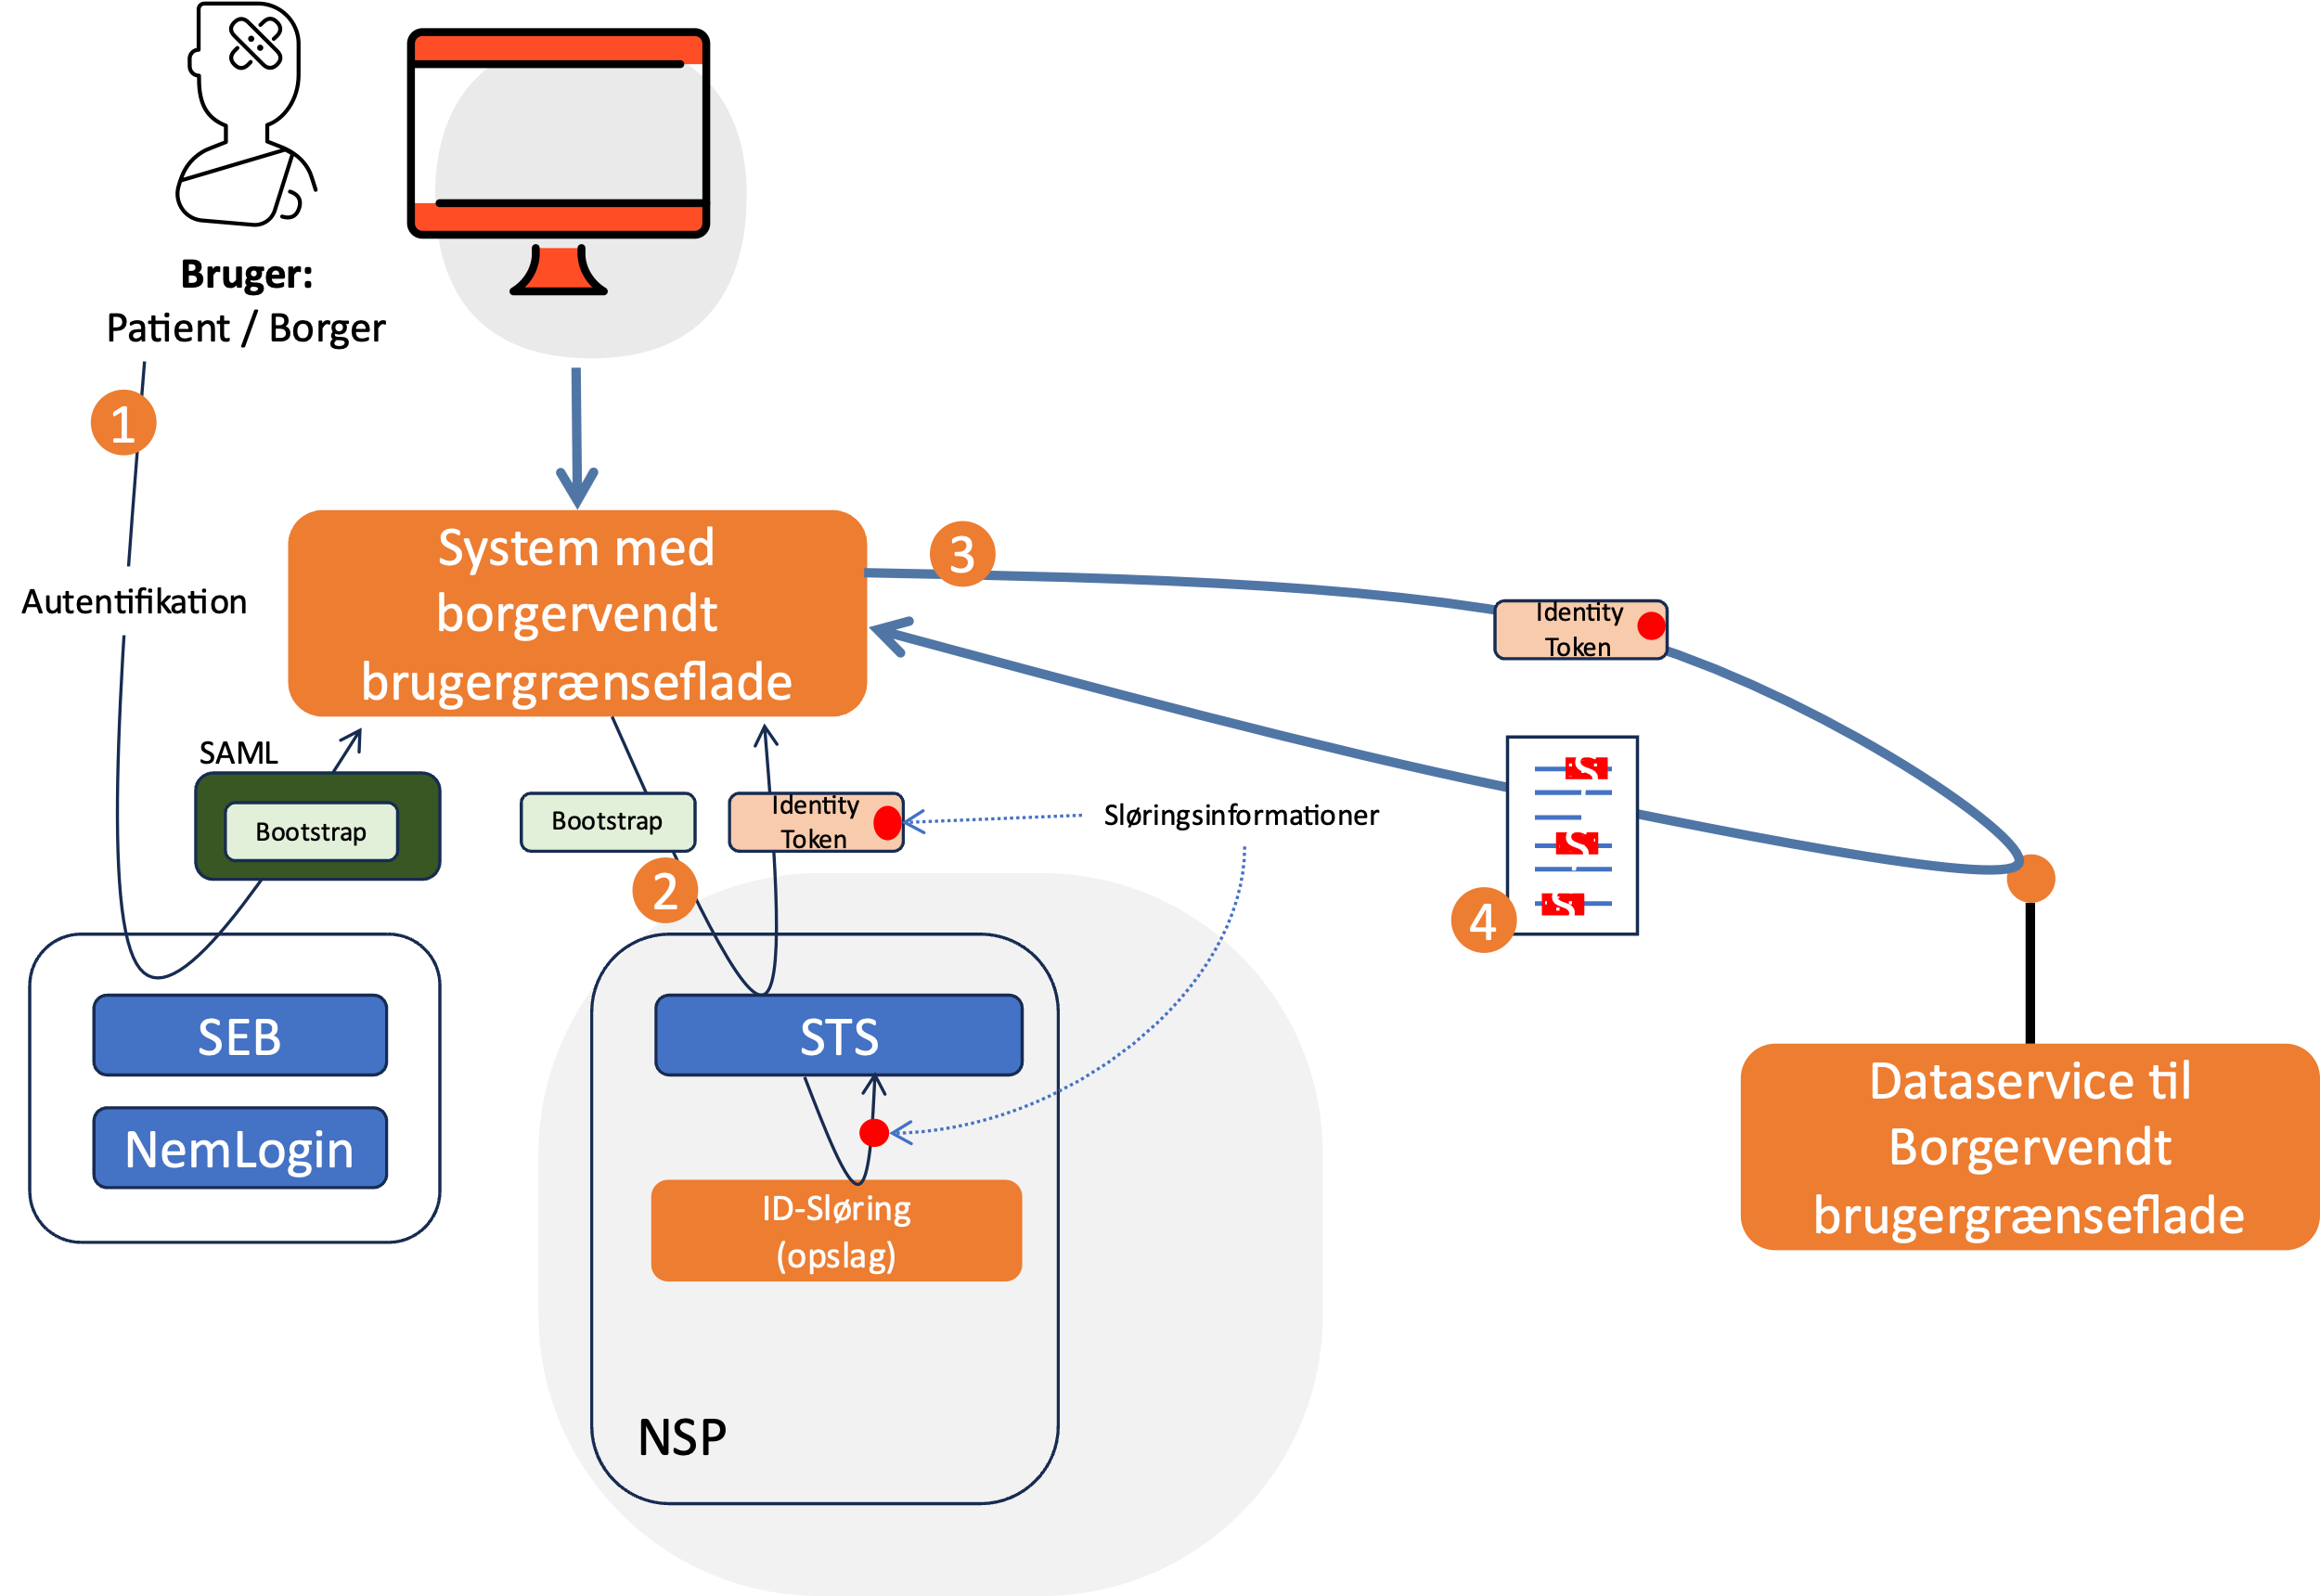 Bruger:
Patient / Borger
1
Autentifikation
System med
borgervendt
brugergrænseflade
3
Identity
Token
SAML
Bootstrap
Bootstrap
Identity
Token
Sløringsinformationer
2
S
S
S
4
SEB
NemLogin
STS
ID-Sløring
(opslag)
NSP
Dataservice til
Borgervendt
brugergrænseflade